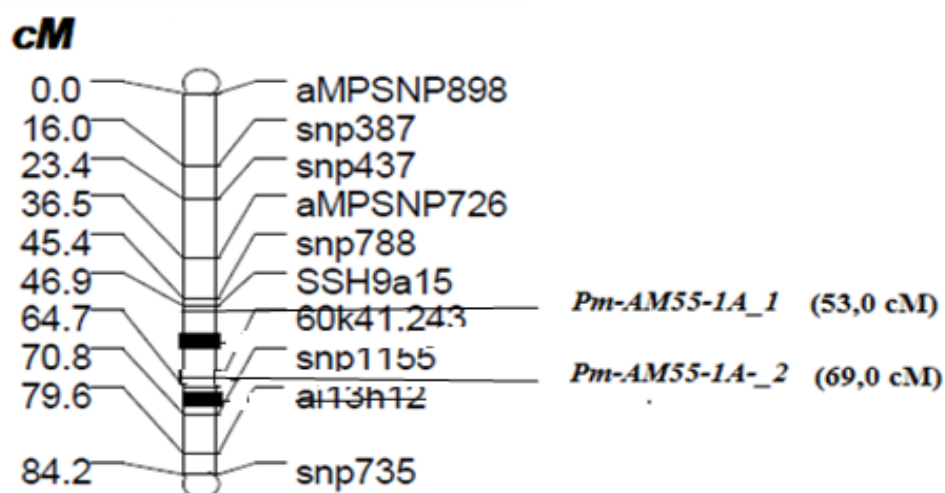 cM
0.0 aMPSNP898
16.0 snp387
23.4 snp437
36.5 aMPSNP726
45.4 snp788
46.9 SSH9a15
Pm-AM55-1A_1 (53,0 cM)
64.7 60k41.243
70.8 snp1155
Pm-AM55-1A-_2 (69,0 cM)
79.6 ai13h12
84.2 snp735